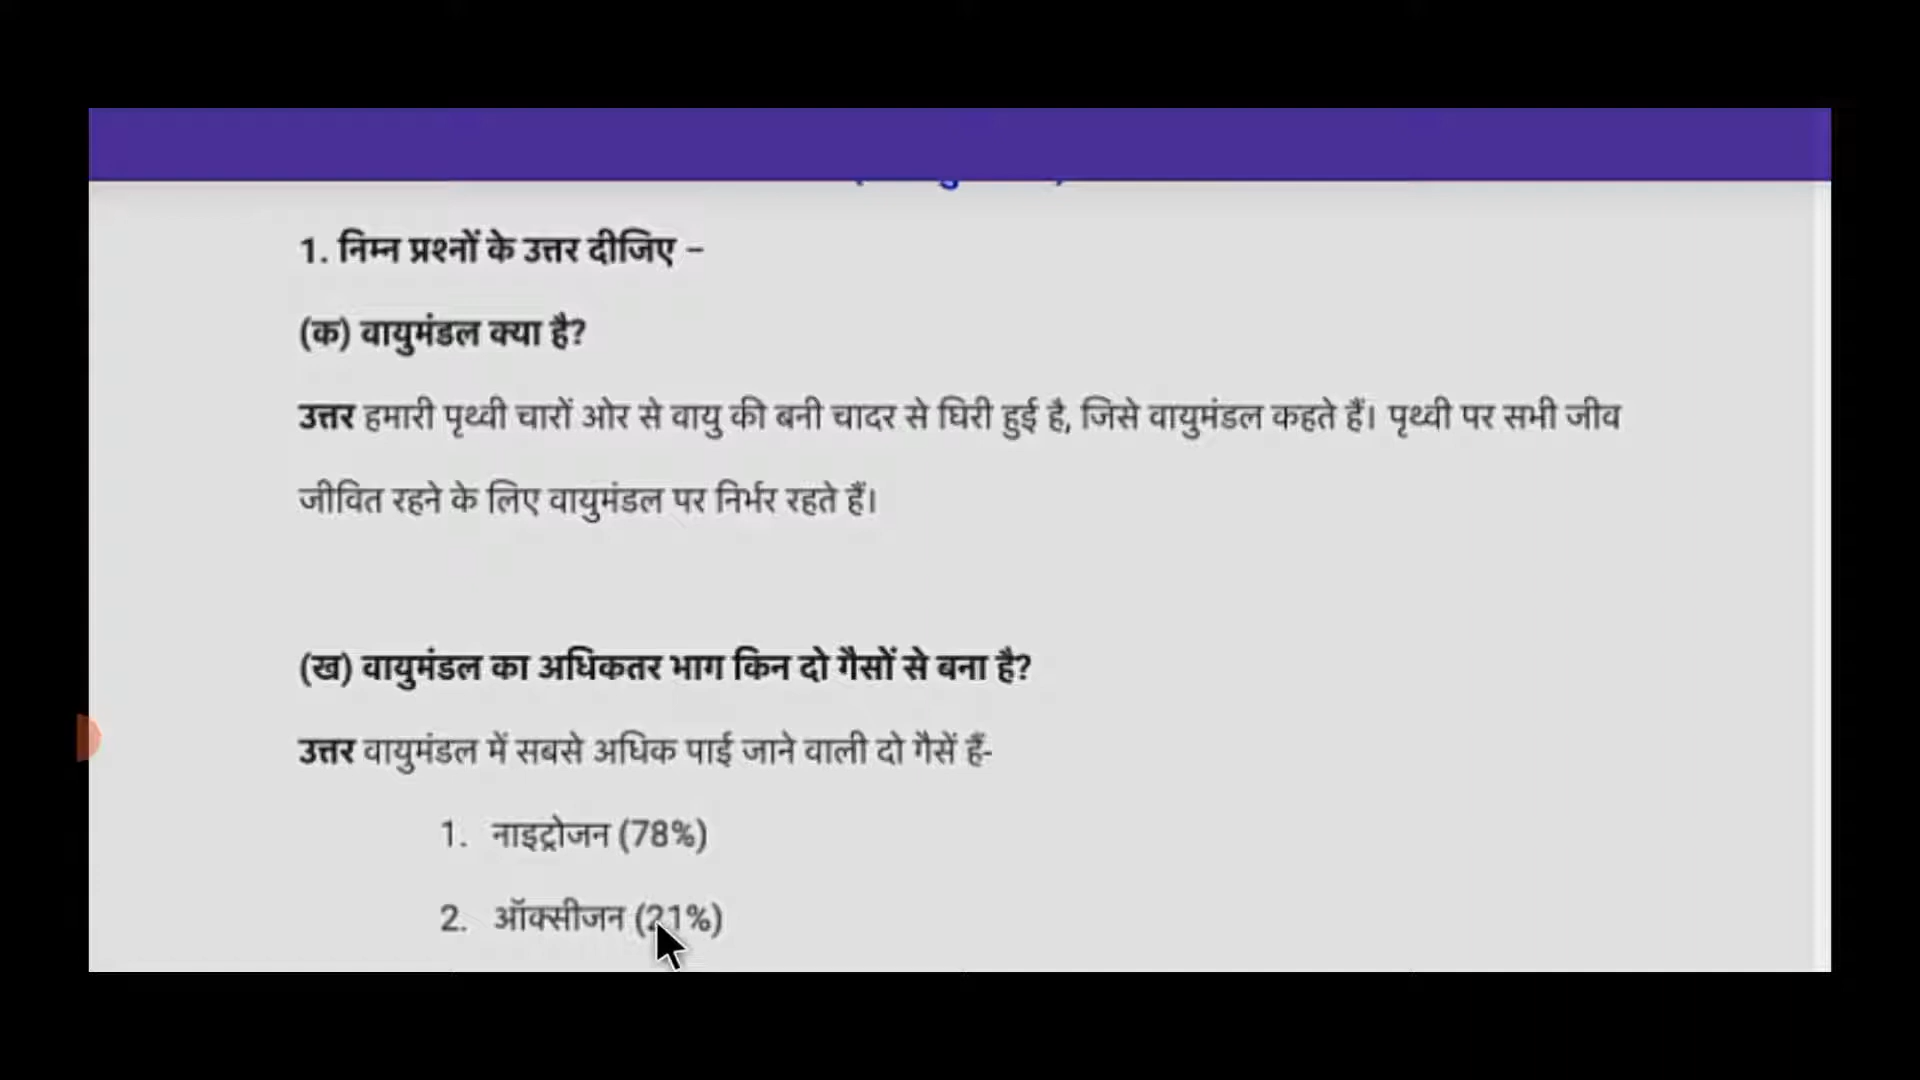 1. निम्न प्रश्नों के उत्तर दीजिए –
(क) वायुमंडल क्या है?
उत्तर हमारी पृथ्वी चारों ओर से वायु की बनी चादर से घिरी हुई है, जिसे वायुमंडल कहते हैं। पृथ्वी पर सभी जीव
जीवित रहने के लिए वायुमंडल पर निर्भर रहते हैं।
(ख) वायुमंडल का अधिकतर भाग किन दो गैसों से बना है?
उत्तर वायुमंडल में सबसे अधिक पाई जाने वाली दो गैसें हैं-
1. नाइट्रोजन (78%)
2. ऑक्सीजन (21%)